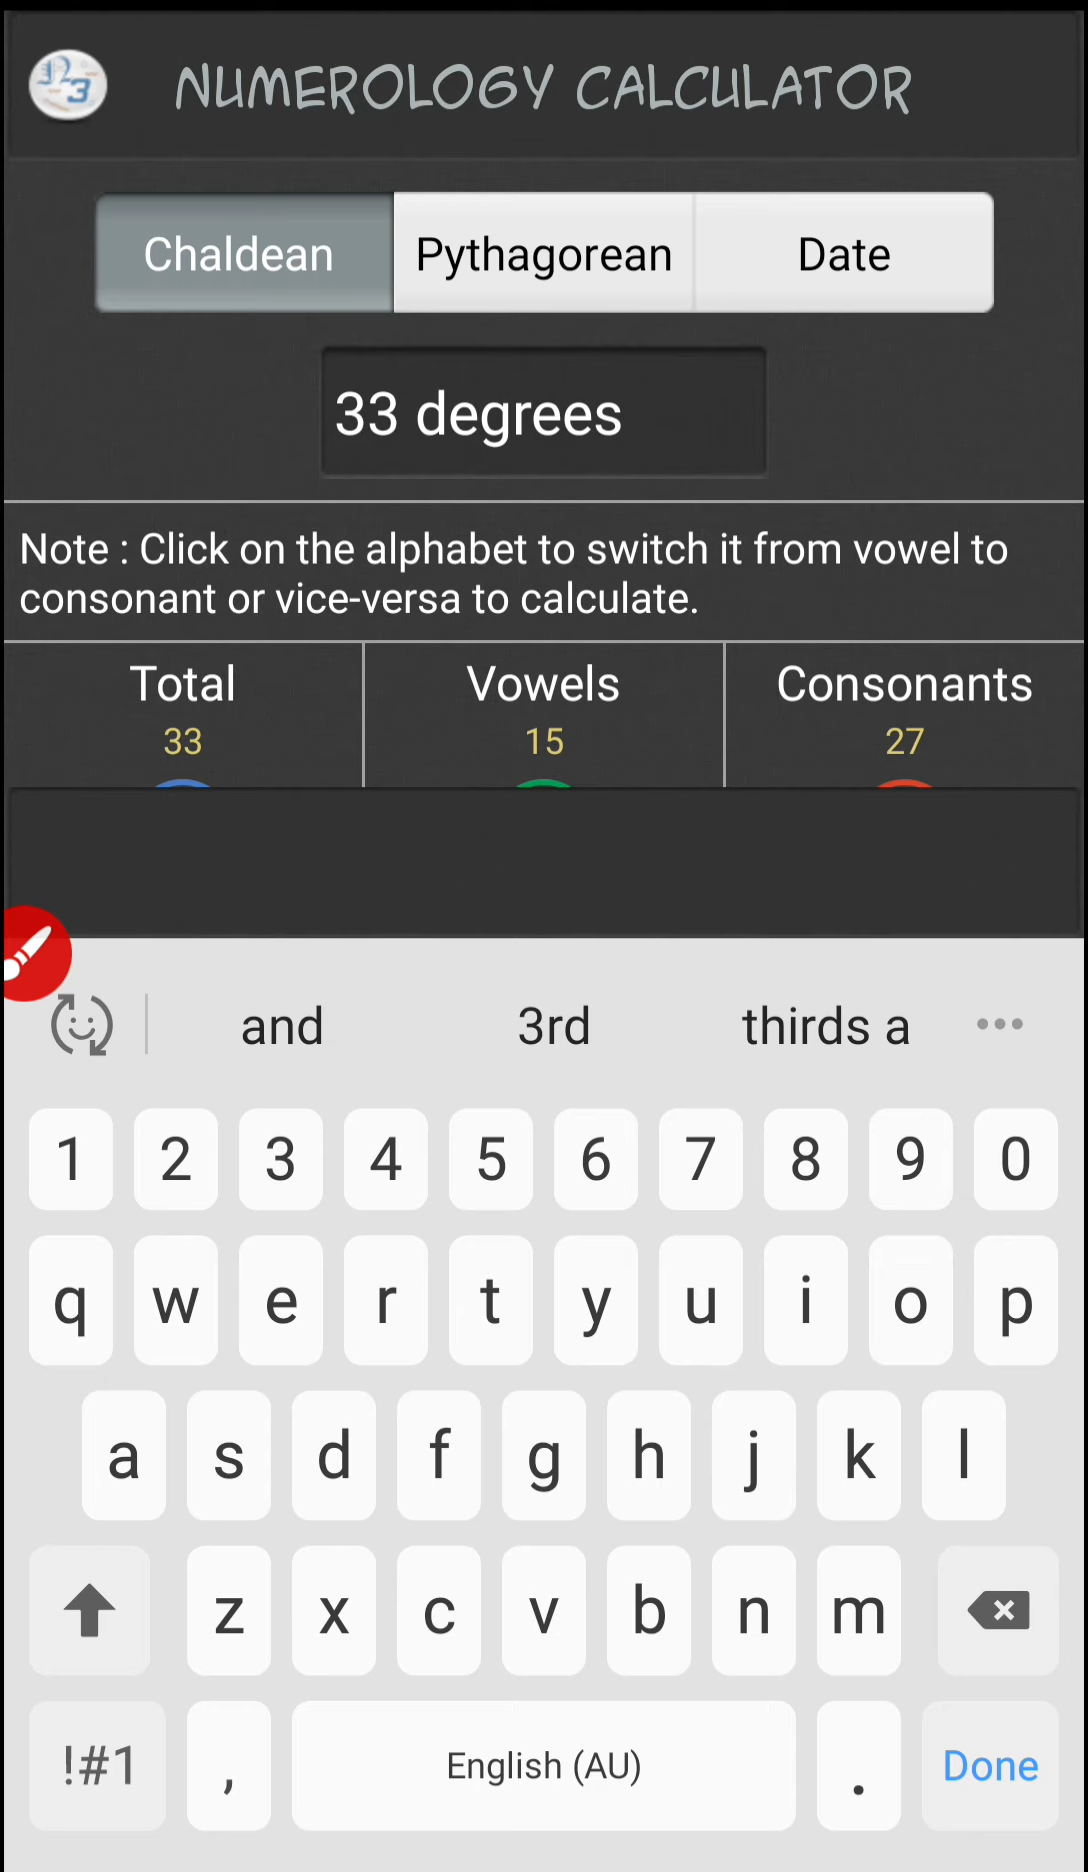 NUMEROLOGY CALCULATOR
Chaldean Pythagorean Date
33 degrees
Note : Click on the alphabet to switch it from vowel to
consonant or vice-versa to calculate.
Total Vowels Consonants
33 15 27
and 3rd thirds a
1 2 3 4 5 6 7 8 9 0
q w e r t y u i o p
a s d f g h j k l
z x c v b n m
!#1 , English (AU) . Done